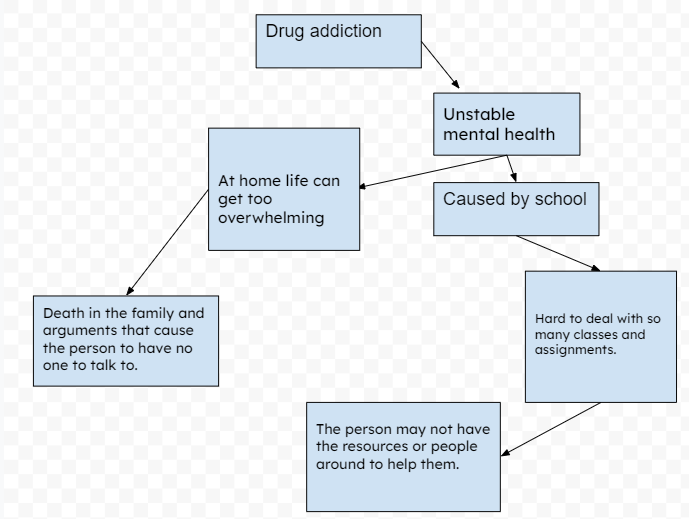 Drug addiction
Unstable
mental health
At home life can
get too
overwhelming
Caused by school
Death in the family and
arguments that cause
the person to have no
one to talk to.
Hard to deal with so
many classes and
assignments.
The person may not have
the resources or people
around to help them.